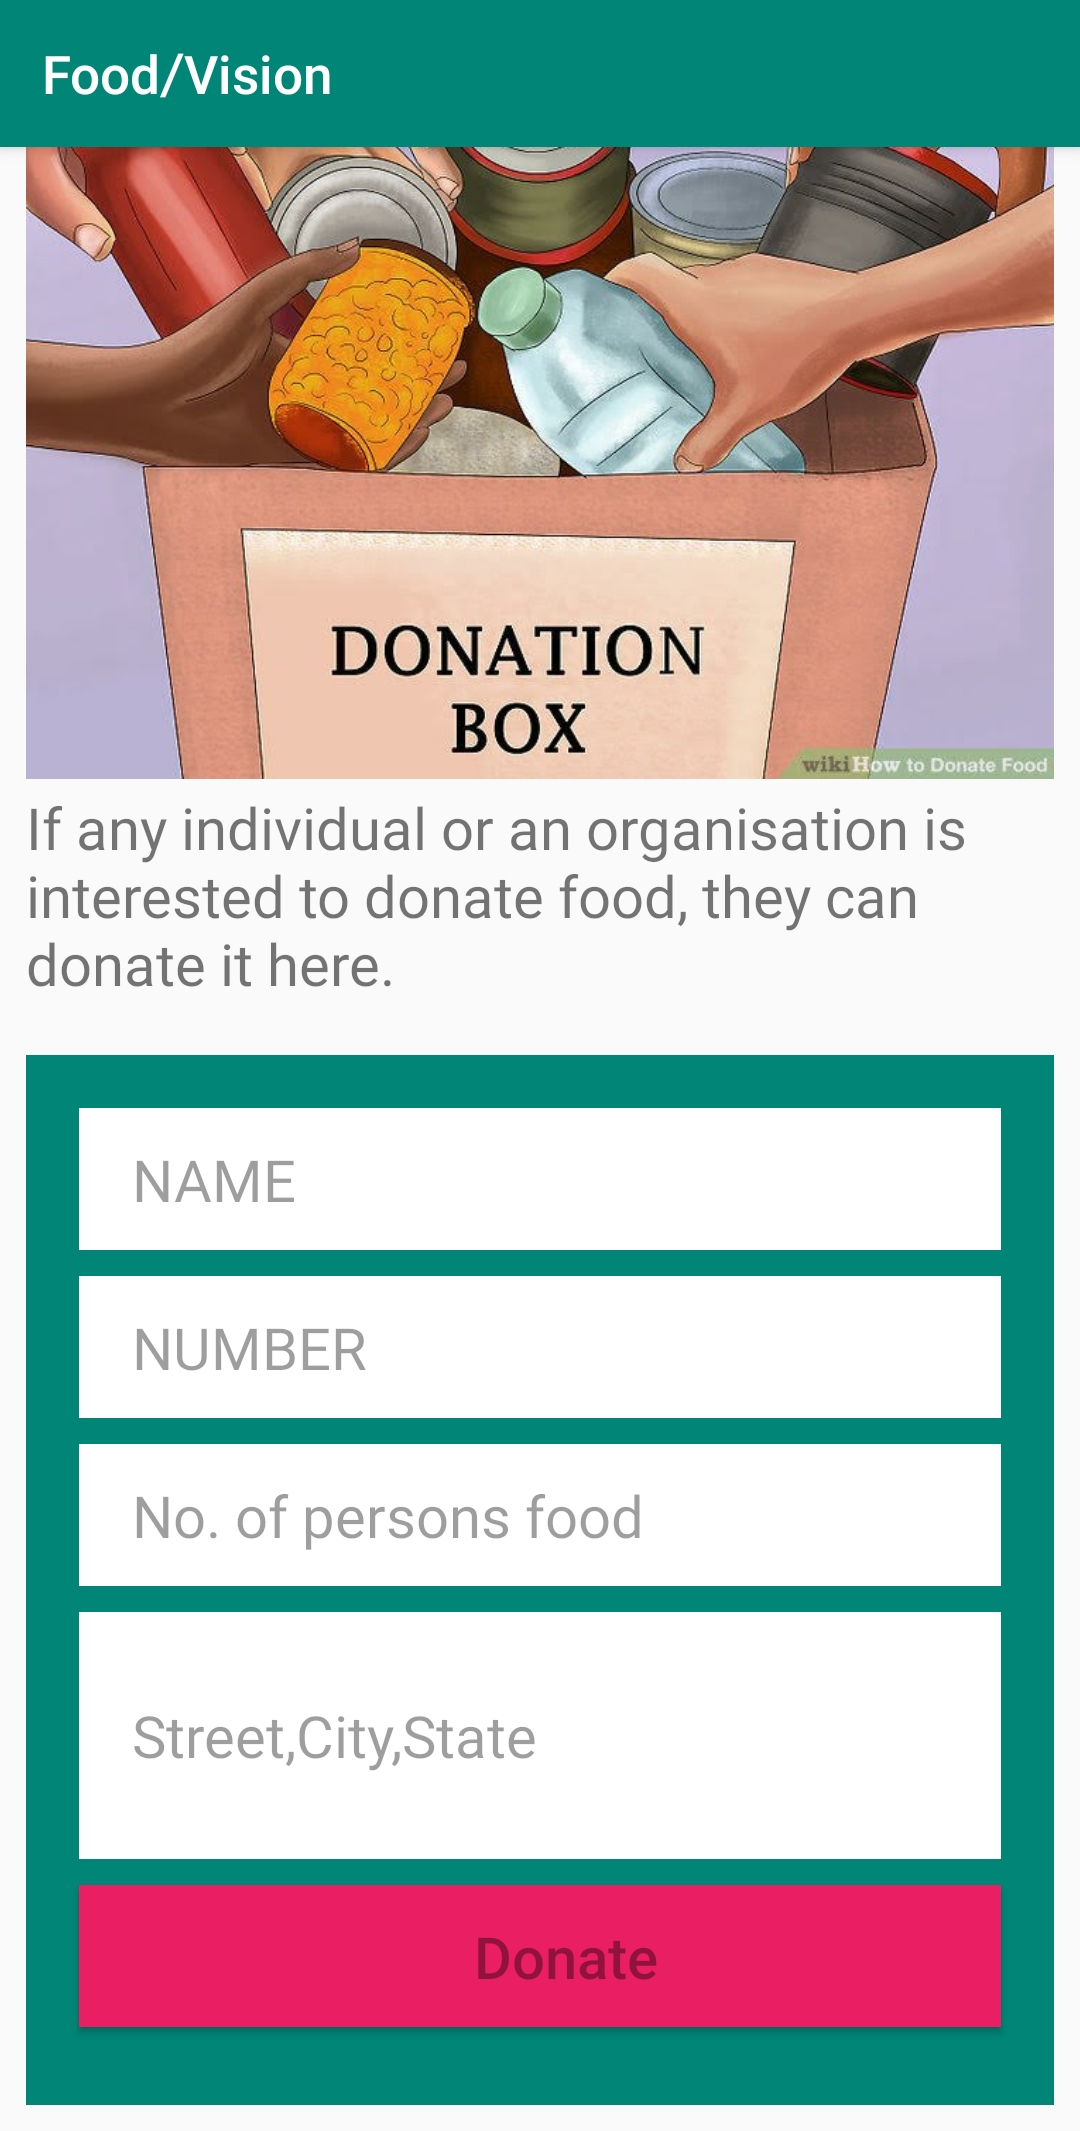 Food/Vision
DONATION
BOX
wikiHow to Donate Food
If any individual or an organisation is
interested to donate food, they can
donate it here.
NAME
NUMBER
No. of persons food
Street,City,State
Donate